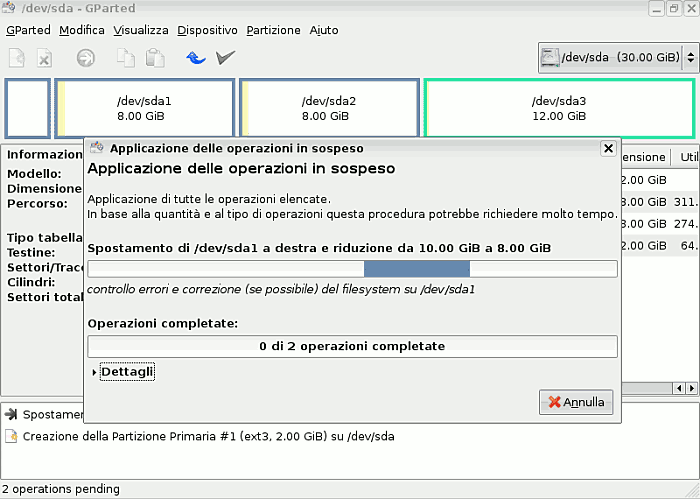 /dev/sda - GParted
GParted Modifica Visualizza Dispositivo Partizione Aiuto
/dev/sda (30.00 GiB)
/dev/sda1 /dev/sda2 /dev/sda3
8.00 GiB 8.00 GiB 12.00 GiB
Applicazione delle operazioni in sospeso
Applicazione delle operazioni in sospeso
Applicazione di tutte le operazioni elencate.
In base alla quantità e al tipo di operazioni questa procedura potrebbe richiedere molto tempo.
Spostamento di /dev/sda1 a destra e riduzione da 10.00 GiB a 8.00 GiB
controllo errori e correzione (se possibile) del filesystem su /dev/sda1
Operazioni completate:
0 di 2 operazioni completate
Dettagli
Annulla
Informazion
Modello:
Dimensione
Percorso:
Tipo tabella
Testine:
Settori/Trac
Cilindri:
Settori total
ensione Util
2.00 GiB
8.00 GiB 311.
8.00 GiB 274.
2.00 GiB 64.
Spostamen
Creazione della Partizione Primaria #1 (ext3, 2.00 GiB) su /dev/sda
2 operations pending